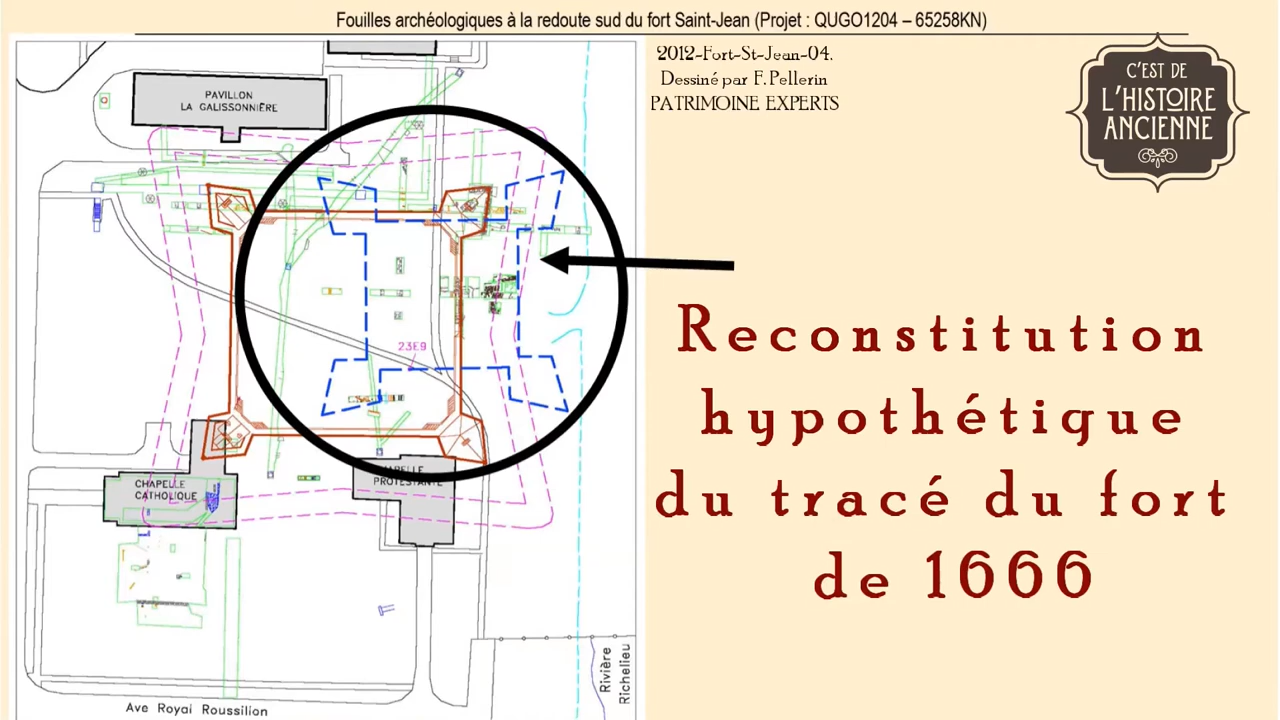 Fouilles archéologiques à la redoute sud du fort Saint-Jean (Projet : QUGO1204 – 65258KN)
2012-Fort-St-Jean-04.
Dessiné par F. Pellerin
PATRIMOINE EXPERTS
C'EST DE
L'HISTOIRE
ANCIENNE
PAVILLON
LA GALISSONNIÈRE
23E9
Reconstitution
hypothétique
du tracé du fort
de 1666
CHAPELLE
CATHOLIQUE
CHAPELLE
PROTESTANTE
Rivière
Richelieu
Ave Royal Roussillon